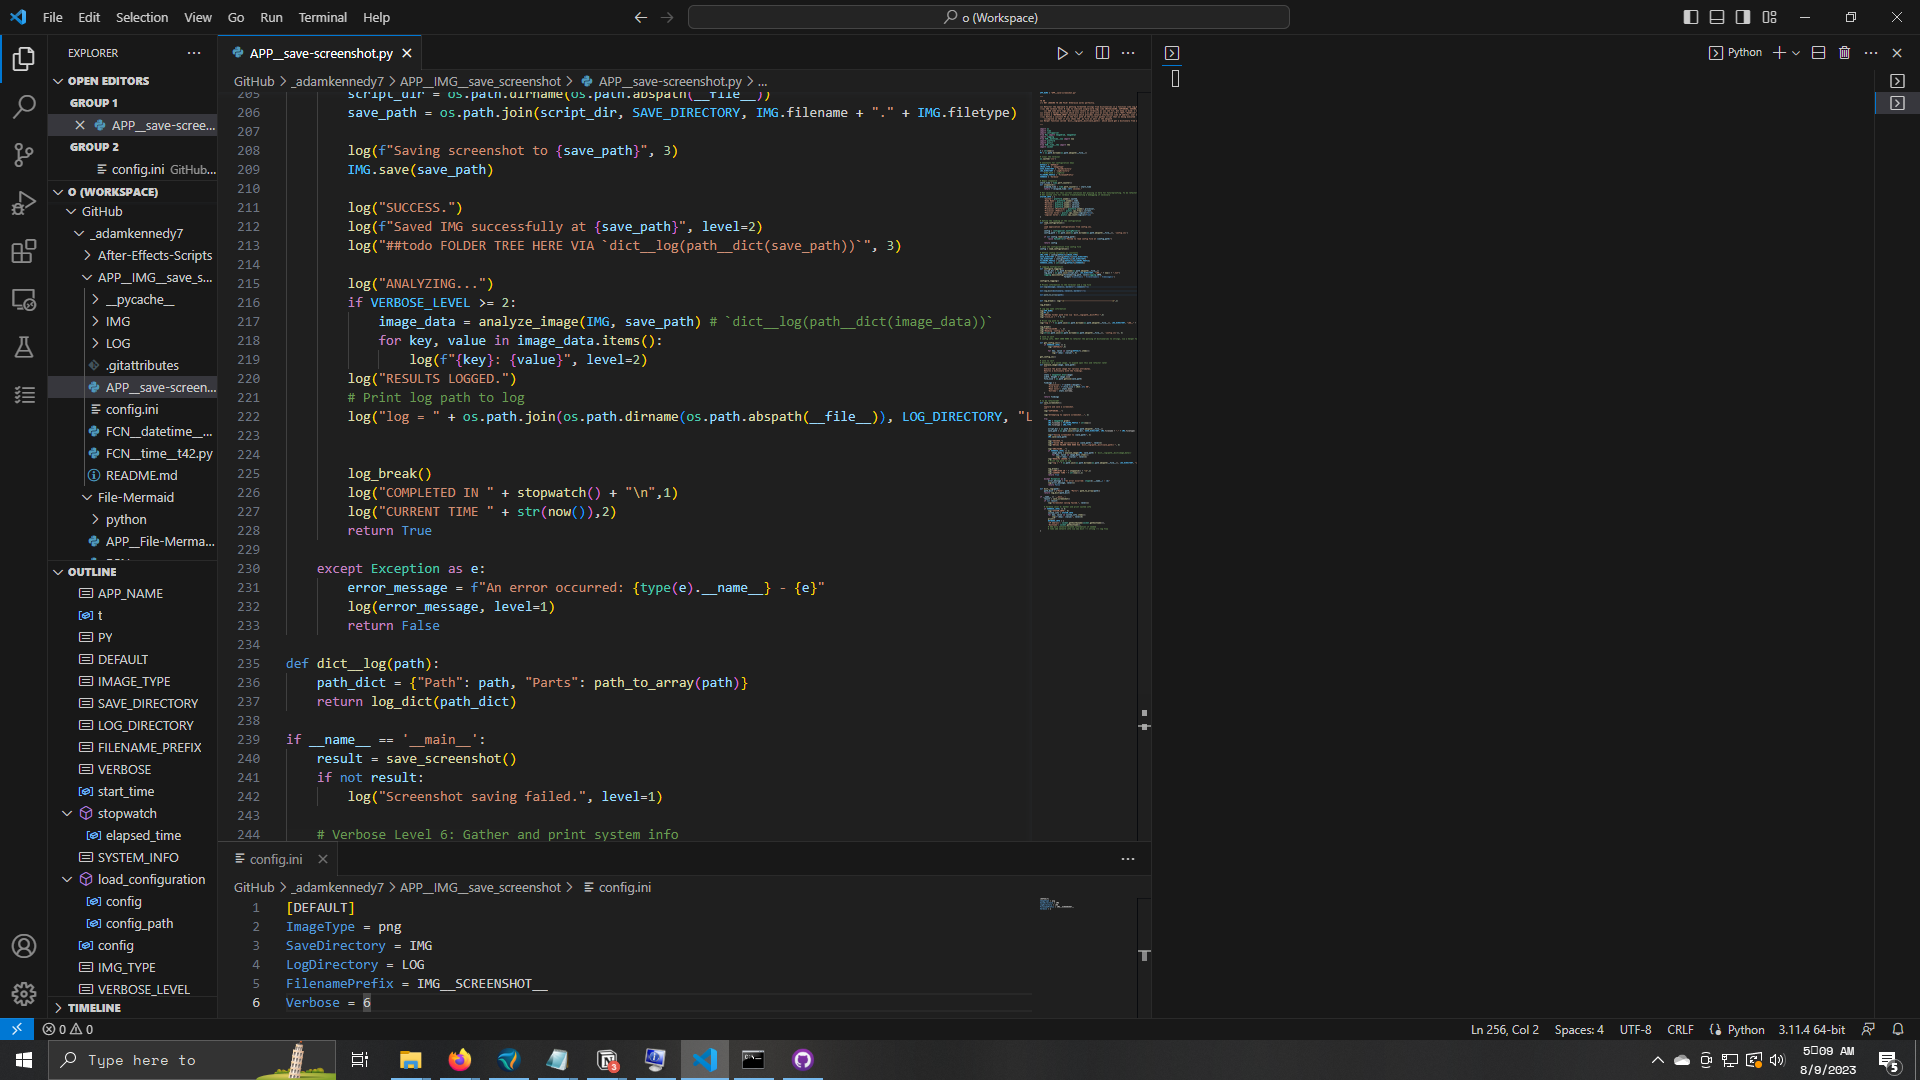 File Edit Selection View Go Run Terminal Help
o (Workspace)
EXPLORER
OPEN EDITORS
GROUP 1
APP__save-scree...
GROUP 2
config.ini GitHub...
O (WORKSPACE)
GitHub
_adamkennedy7
After-Effects-Scripts
APP__IMG__save_s...
__pycache__
IMG
LOG
.gitattributes
APP__save-screen...
config.ini
FCN__datetime__...
FCN__time__t42.py
README.md
File-Mermaid
python
APP__File-Merma...
OUTLINE
APP_NAME
t
PY
DEFAULT
IMAGE_TYPE
SAVE_DIRECTORY
LOG_DIRECTORY
FILENAME_PREFIX
VERBOSE
start_time
stopwatch
elapsed_time
SYSTEM_INFO
load_configuration
config
config_path
config
IMG_TYPE
VERBOSE_LEVEL
TIMELINE
APP__save-screenshot.py
GitHub > _adamkennedy7 > APP__IMG__save_screenshot > APP__save-screenshot.py > ...
205 script_dir = os.path.dirname(os.path.abspath(__file__))
206 save_path = os.path.join(script_dir, SAVE_DIRECTORY, IMG.filename + "." + IMG.filetype)
207
208 log(f"Saving screenshot to {save_path}", 3)
209 IMG.save(save_path)
210
211 log("SUCCESS.")
212 log(f"Saved IMG successfully at {save_path}", level=2)
213 log("##todo FOLDER TREE HERE VIA `dict__log(path__dict(save_path))`", 3)
214
215 log("ANALYZING...")
216 if VERBOSE_LEVEL >= 2:
217 image_data = analyze_image(IMG, save_path) # `dict__log(path__dict(image_data))`
218 for key, value in image_data.items():
219 log(f"{key}: {value}", level=2)
220 log("RESULTS LOGGED.")
221 # Print log path to log
222 log("log = " + os.path.join(os.path.dirname(os.path.abspath(__file__)), LOG_DIRECTORY, "L
223
224
225 log_break()
226 log("COMPLETED IN " + stopwatch() + "\n",1)
227 log("CURRENT TIME " + str(now()),2)
228 return True
229
230 except Exception as e:
231 error_message = f"An error occurred: {type(e).__name__} - {e}"
232 log(error_message, level=1)
233 return False
234
235 def dict__log(path):
236 path_dict = {"Path": path, "Parts": path_to_array(path)}
237 return log_dict(path_dict)
238
239 if __name__ == '__main__':
240 result = save_screenshot()
241 if not result:
242 log("Screenshot saving failed.", level=1)
243
244 # Verbose Level 6: Gather and print system info
config.ini
GitHub > _adamkennedy7 > APP__IMG__save_screenshot > config.ini
1 [DEFAULT]
2 ImageType = png
3 SaveDirectory = IMG
4 LogDirectory = LOG
5 FilenamePrefix = IMG__SCREENSHOT__
6 Verbose = 6
Python
0 0
Ln 256, Col 2 Spaces: 4 UTF-8 CRLF Python 3.11.4 64-bit
Type here to
3
5:09 AM
8/9/2023
5